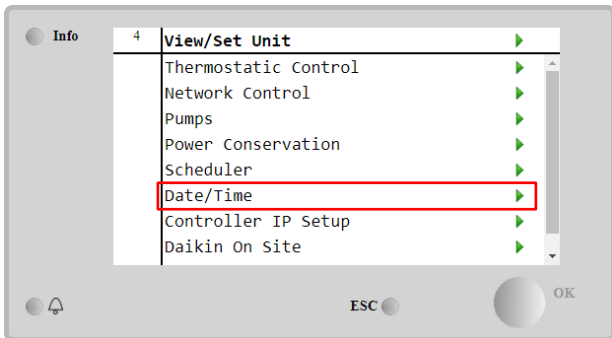 Info
4 View/Set Unit
Thermostatic Control
Network Control
Pumps
Power Conservation
Scheduler
Date/Time
Controller IP Setup
Daikin On Site
ESC
OK